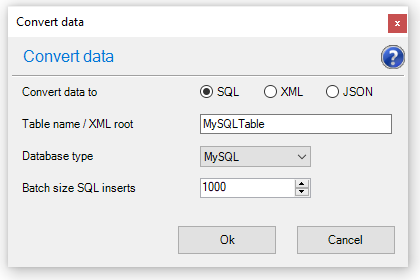 Convert data
x
Convert data
?
Convert data to SQL XML JSON
Table name / XML root MySQLTable
Database type MySQL
Batch size SQL inserts 1000
Ok Cancel